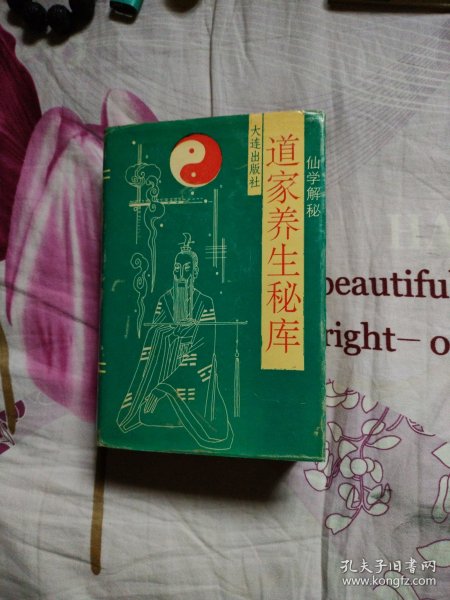 仙学解秘
道家养生秘库
大连出版社
beautiful
right— o
孔夫子旧书网
www.kongfz.com